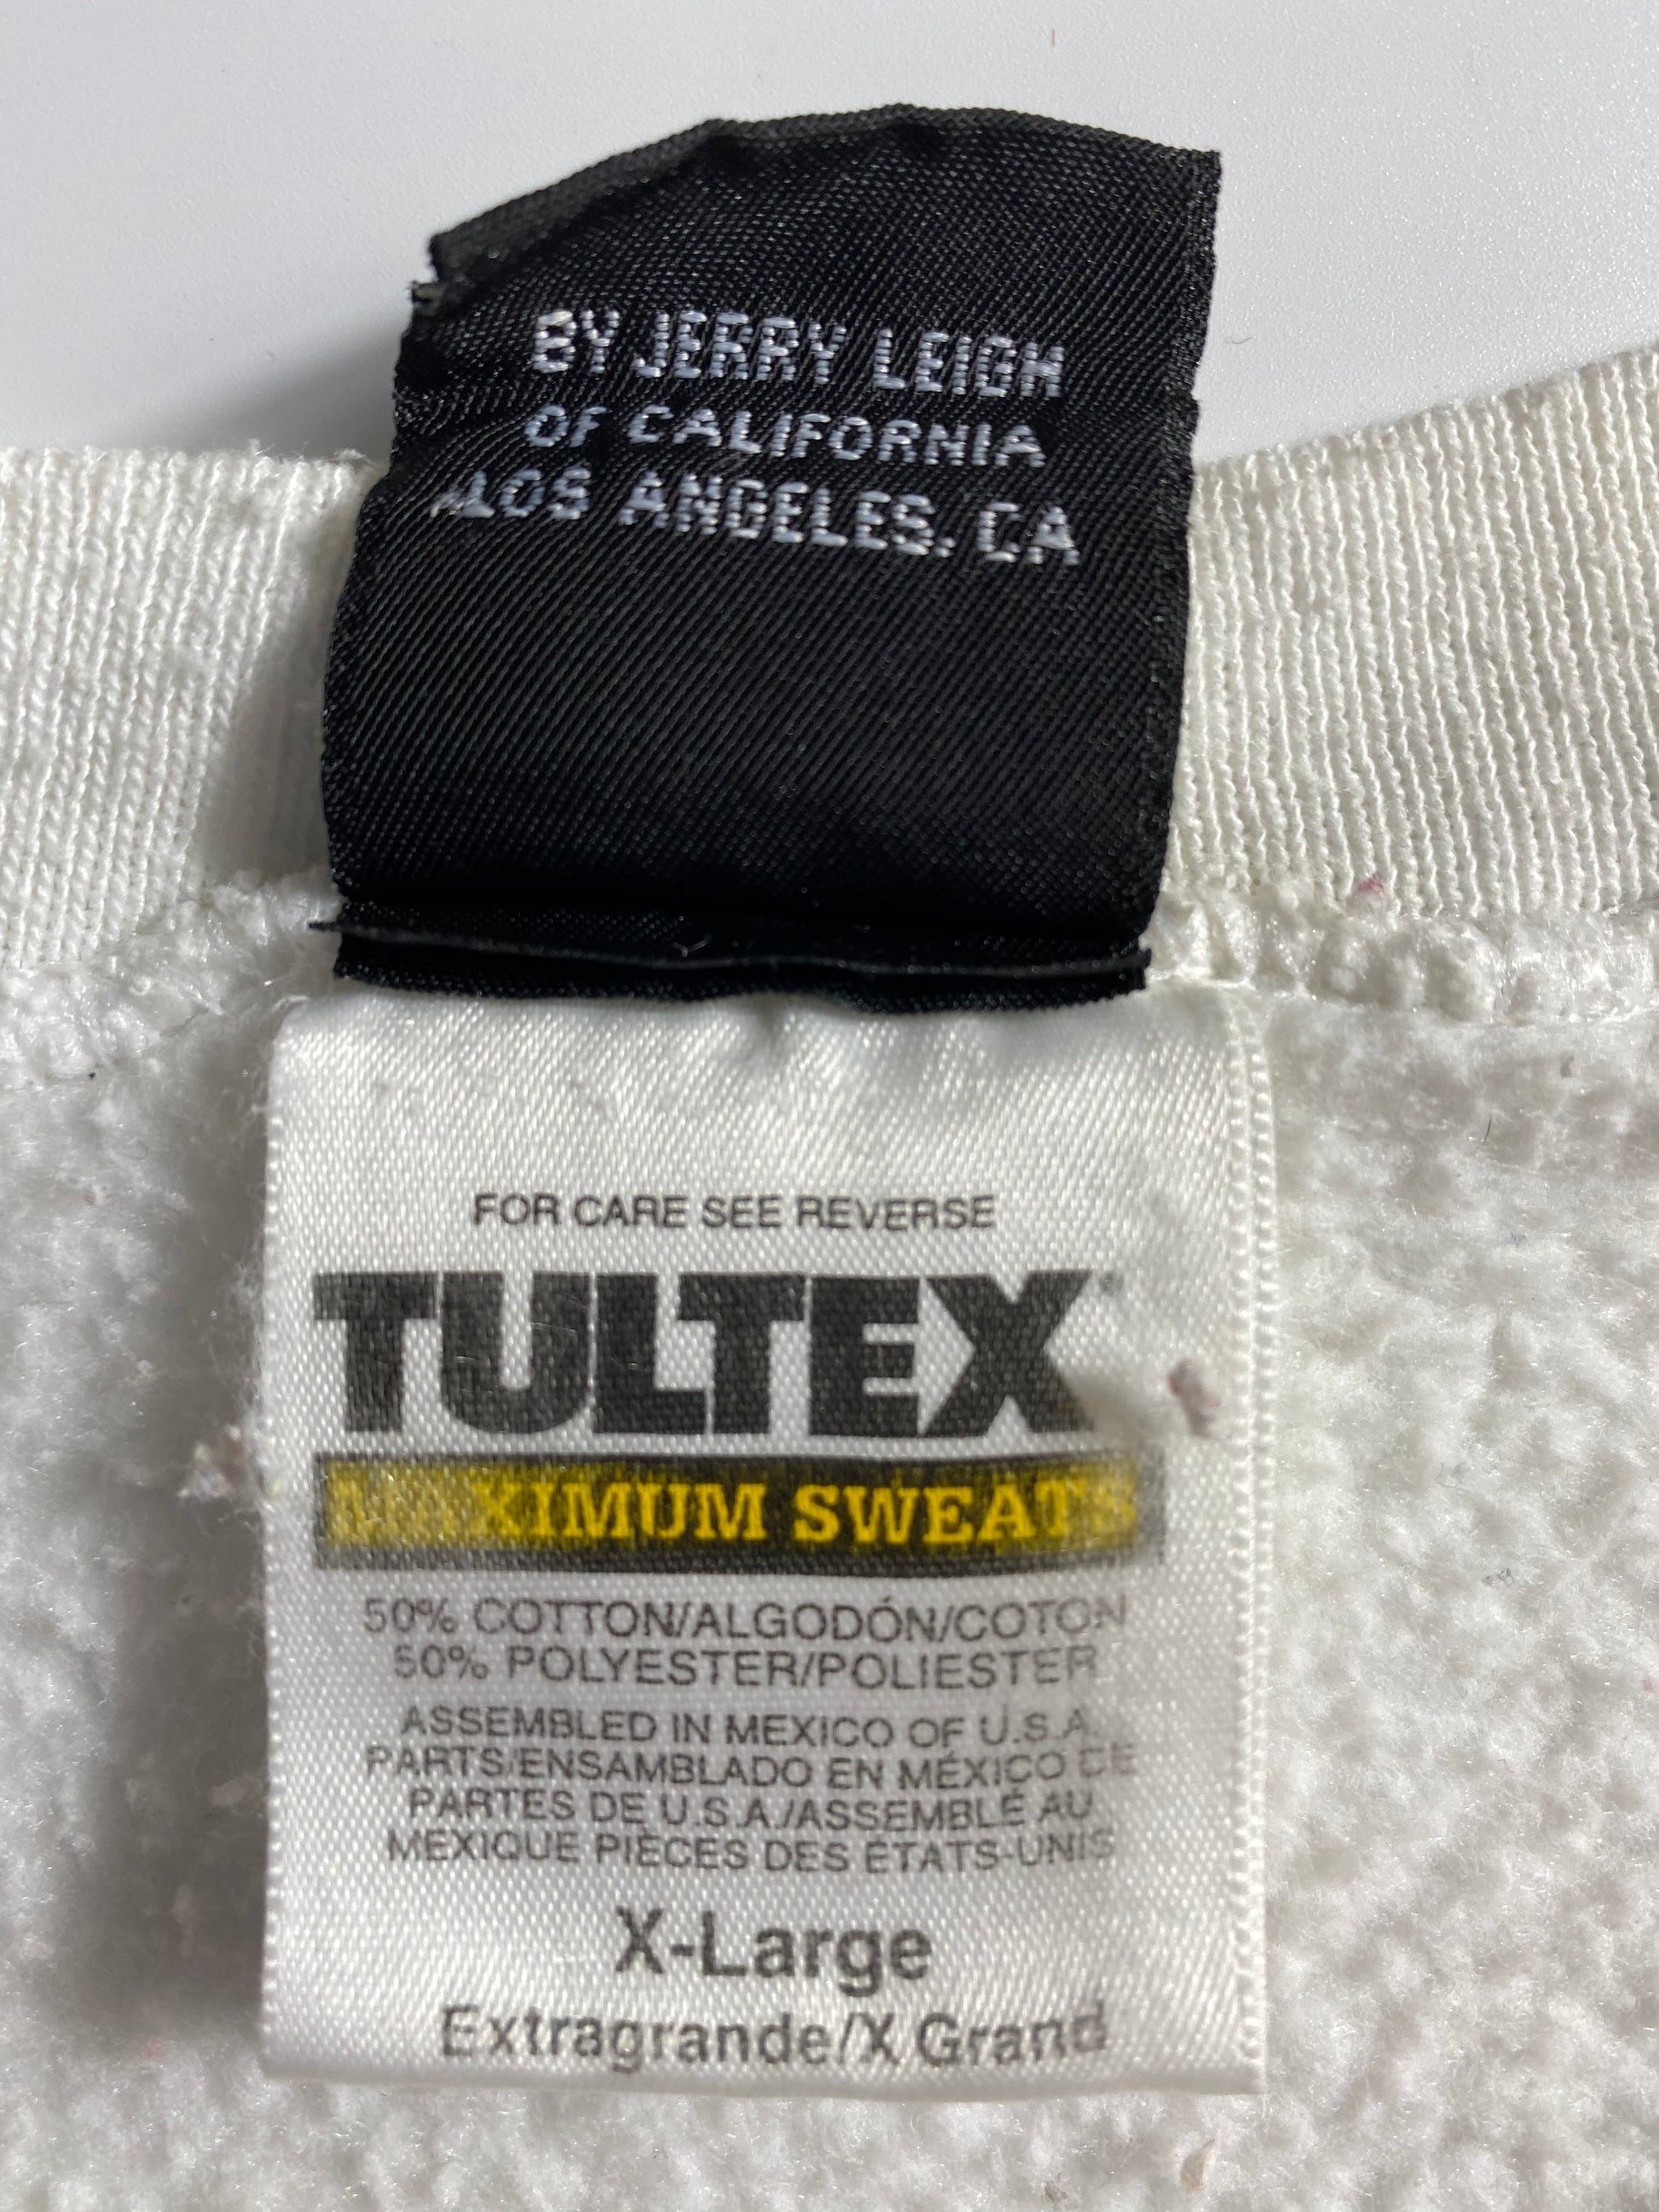 BY JERRY LEIGH
OF CALIFORNIA
LOS ANGELES, CA
FOR CARE SEE REVERSE
TULTEX
MAXIMUM SWEATS
50% COTTON/ALGODÓN/COTON
50% POLYESTER/POLIESTER
ASSEMBLED IN MEXICO OF U.S.A.
PARTS/ENSAMBLADO EN MÉXICO DE
PARTES DE U.S.A./ASSEMBLÉ AU
MEXIQUE PIÈCES DES ÉTATS-UNIS
X-Large
Extragrande/X Grand